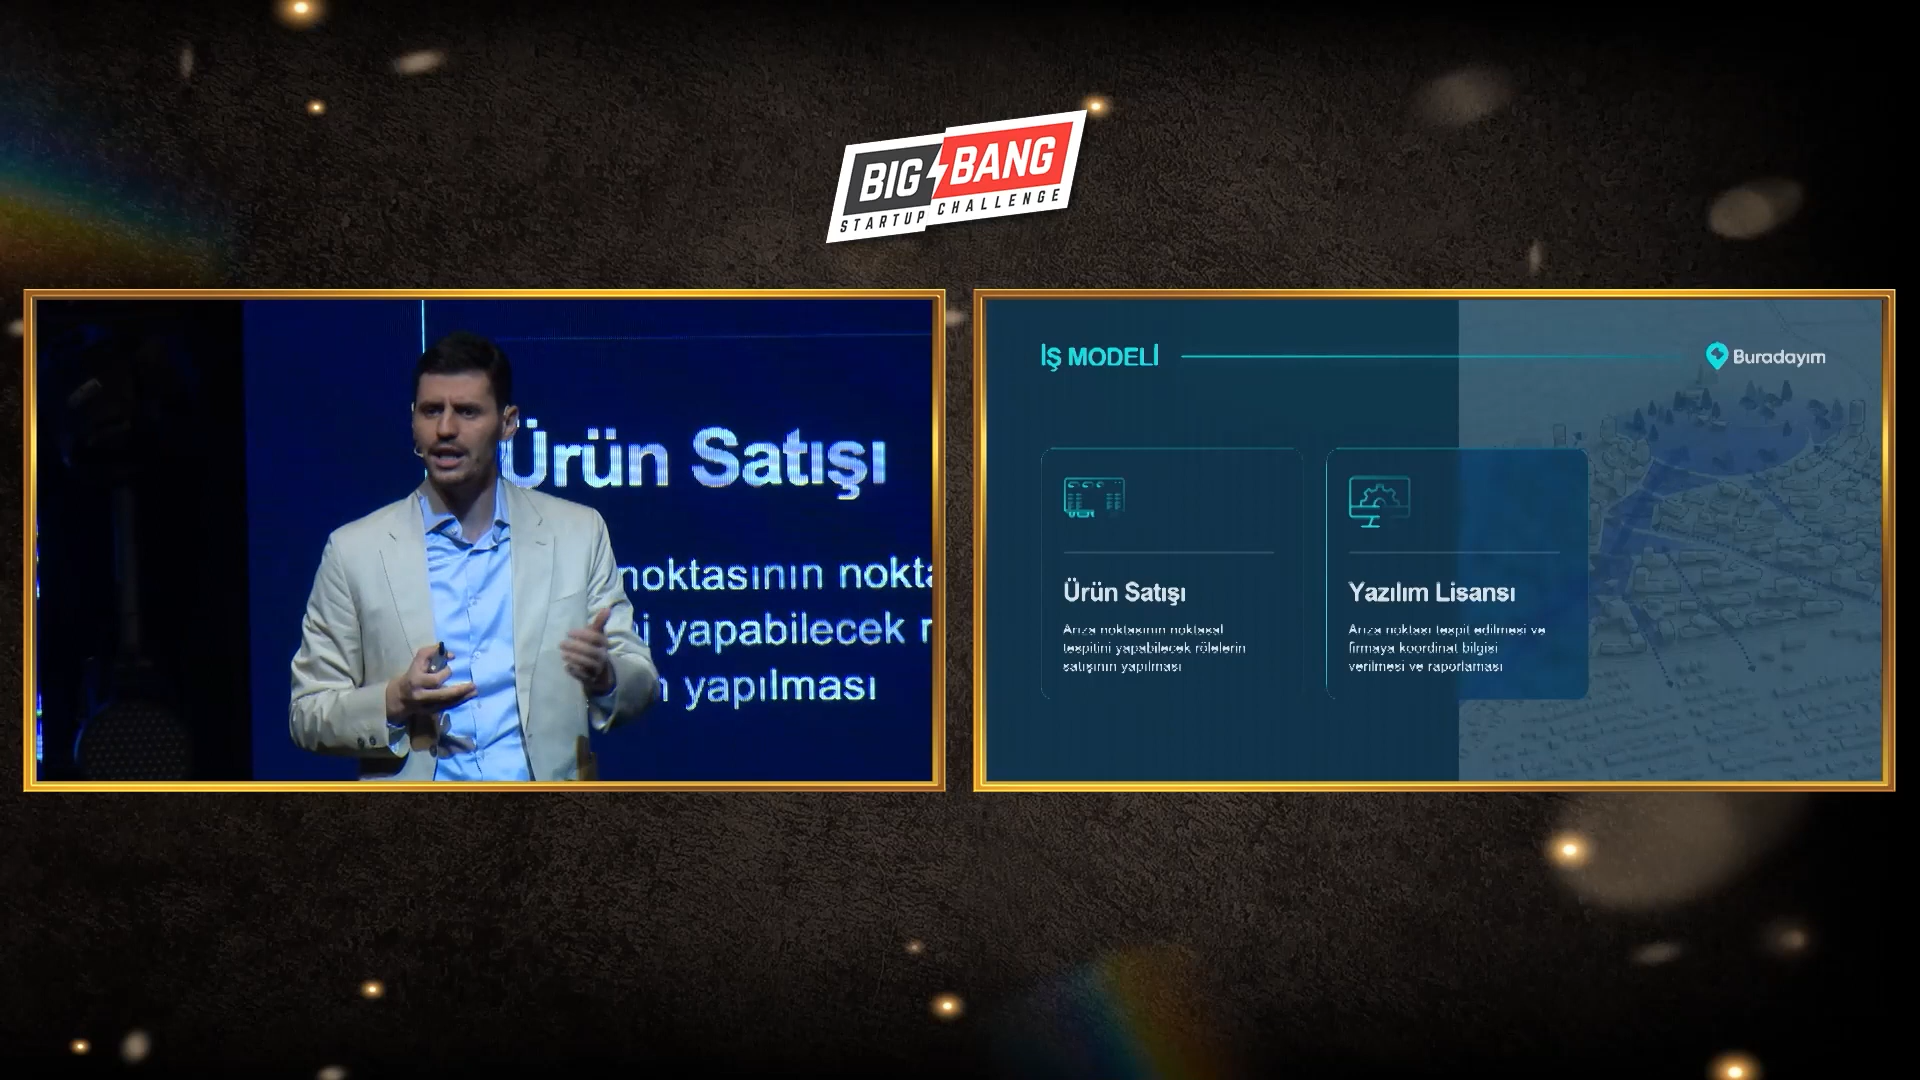 BIG BANG
STARTUP CHALLENGE
Ürün Satışı
noktasının
yapabilecek
yapılması
İŞ MODELİ
Buradayım
Ürün Satışı
Arıza noktasının noktasal
tespitini yapabilecek rölelerin
satışının yapılması
Yazılım Lisansı
Arıza noktası tespit edilmesi ve
firmaya koordinat bilgisi
verilmesi ve raporlaması